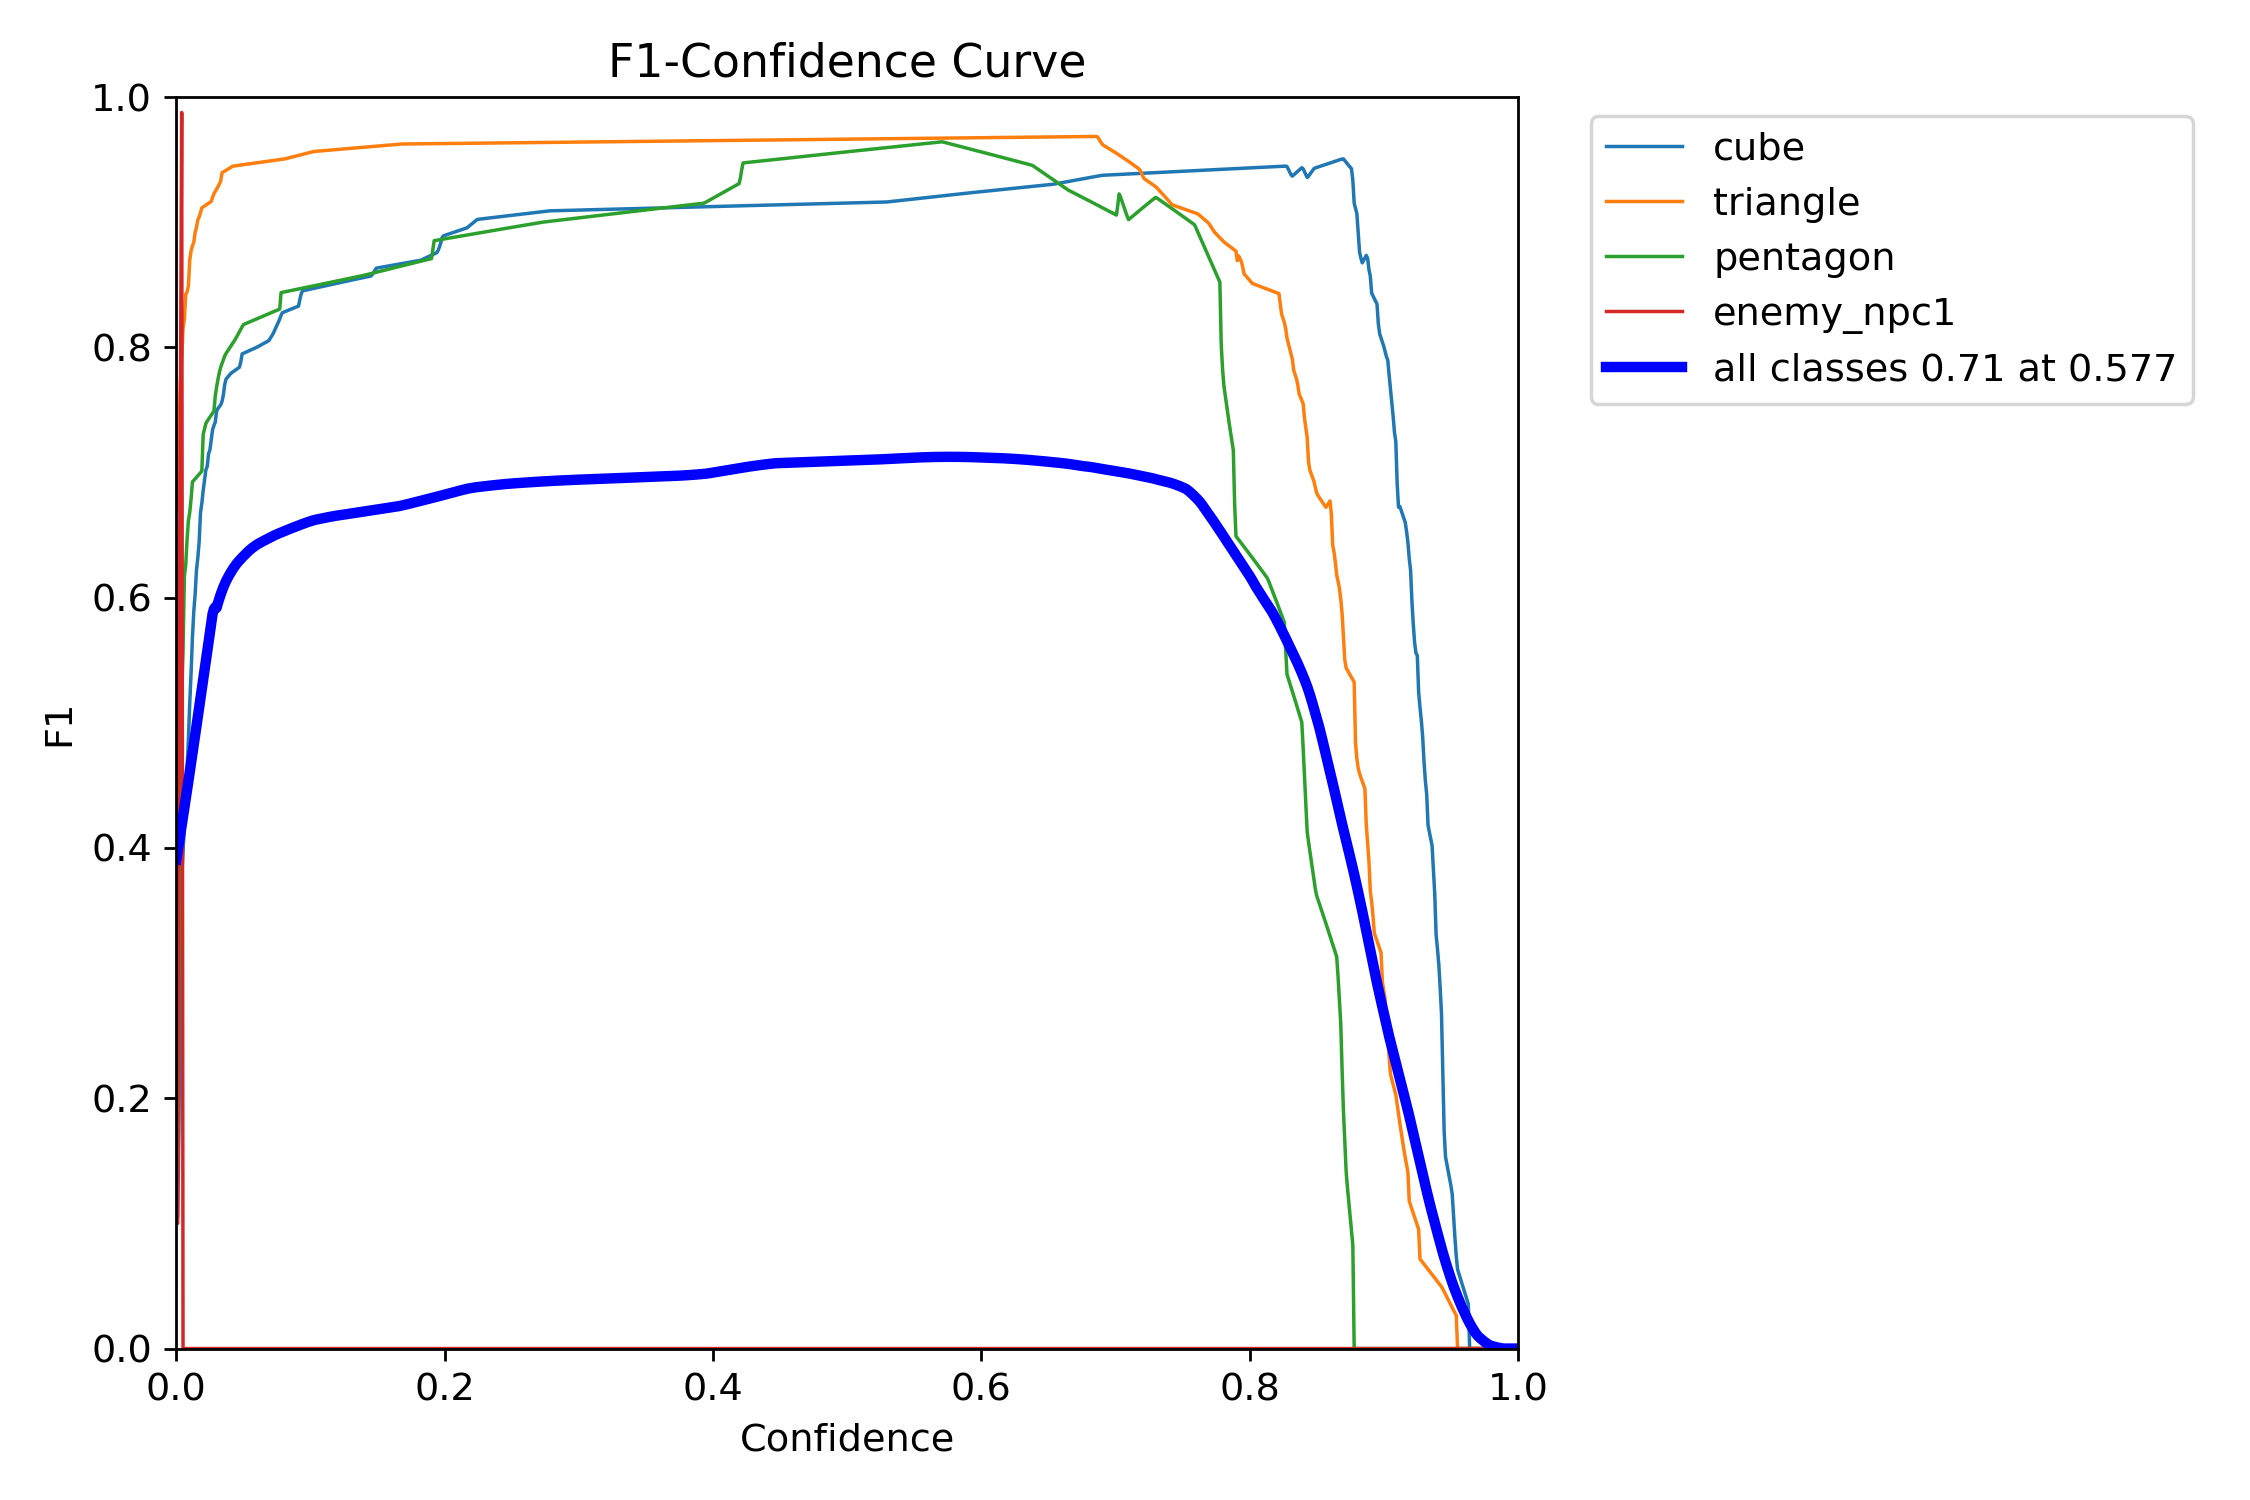 F1-Confidence Curve
1.0
0.8
0.6
0.4
0.2
0.0
F1
0.0 0.2 0.4 0.6 0.8 1.0
Confidence
cube
triangle
pentagon
enemy_npc1
all classes 0.71 at 0.577